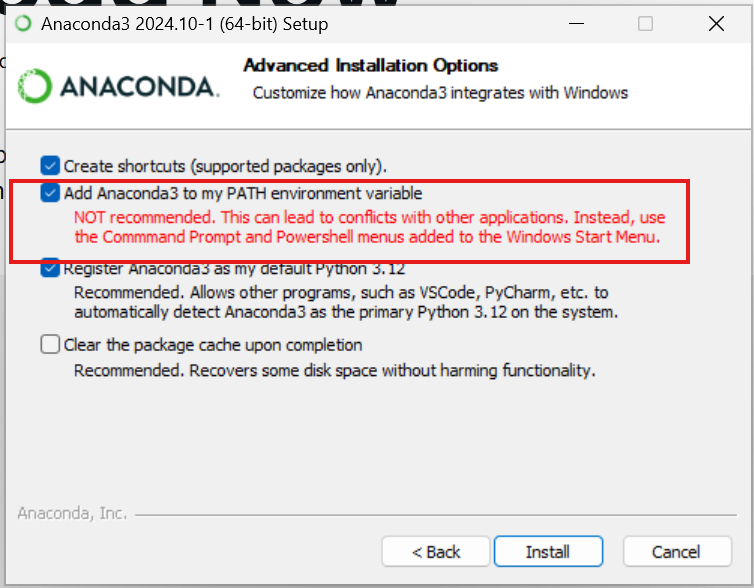 Anaconda3 2024.10-1 (64-bit) Setup
ANACONDA.
Advanced Installation Options
Customize how Anaconda3 integrates with Windows
Create shortcuts (supported packages only).
Add Anaconda3 to my PATH environment variable
NOT recommended. This can lead to conflicts with other applications. Instead, use
the Commmand Prompt and Powershell menus added to the Windows Start Menu.
Register Anaconda3 as my default Python 3.12
Recommended. Allows other programs, such as VSCode, PyCharm, etc. to
automatically detect Anaconda3 as the primary Python 3.12 on the system.
Clear the package cache upon completion
Recommended. Recovers some disk space without harming functionality.
Anaconda, Inc.
< Back
Install
Cancel